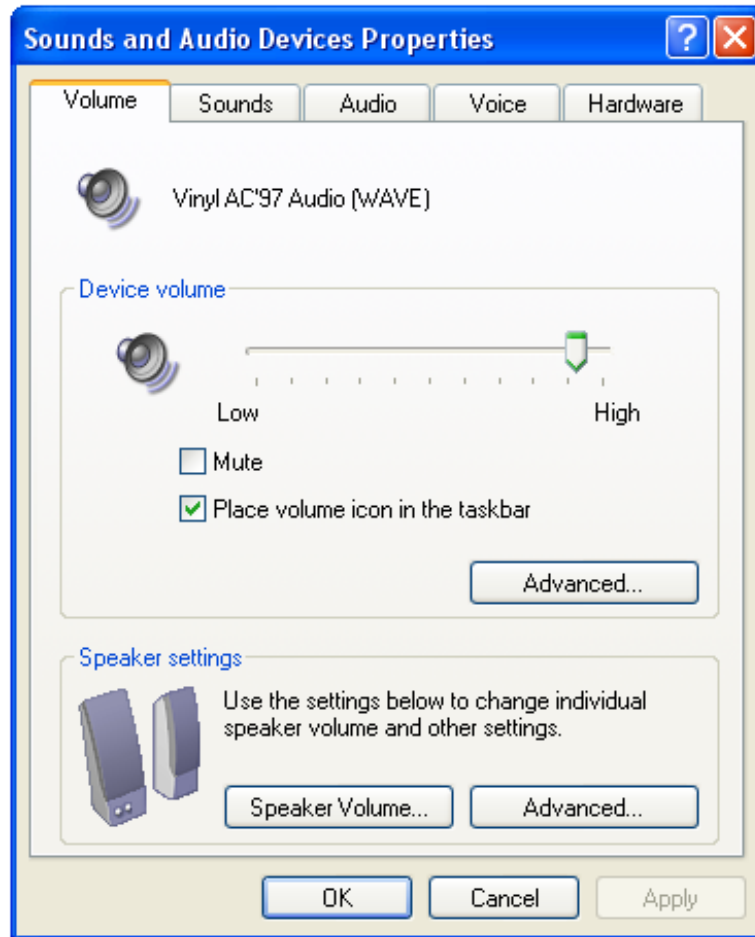 Sounds and Audio Devices Properties
Volume Sounds Audio Voice Hardware
Vinyl AC'97 Audio (WAVE)
Device volume
Low High
Mute
Place volume icon in the taskbar
Advanced...
Speaker settings
Use the settings below to change individual
speaker volume and other settings.
Speaker Volume... Advanced...
OK Cancel Apply